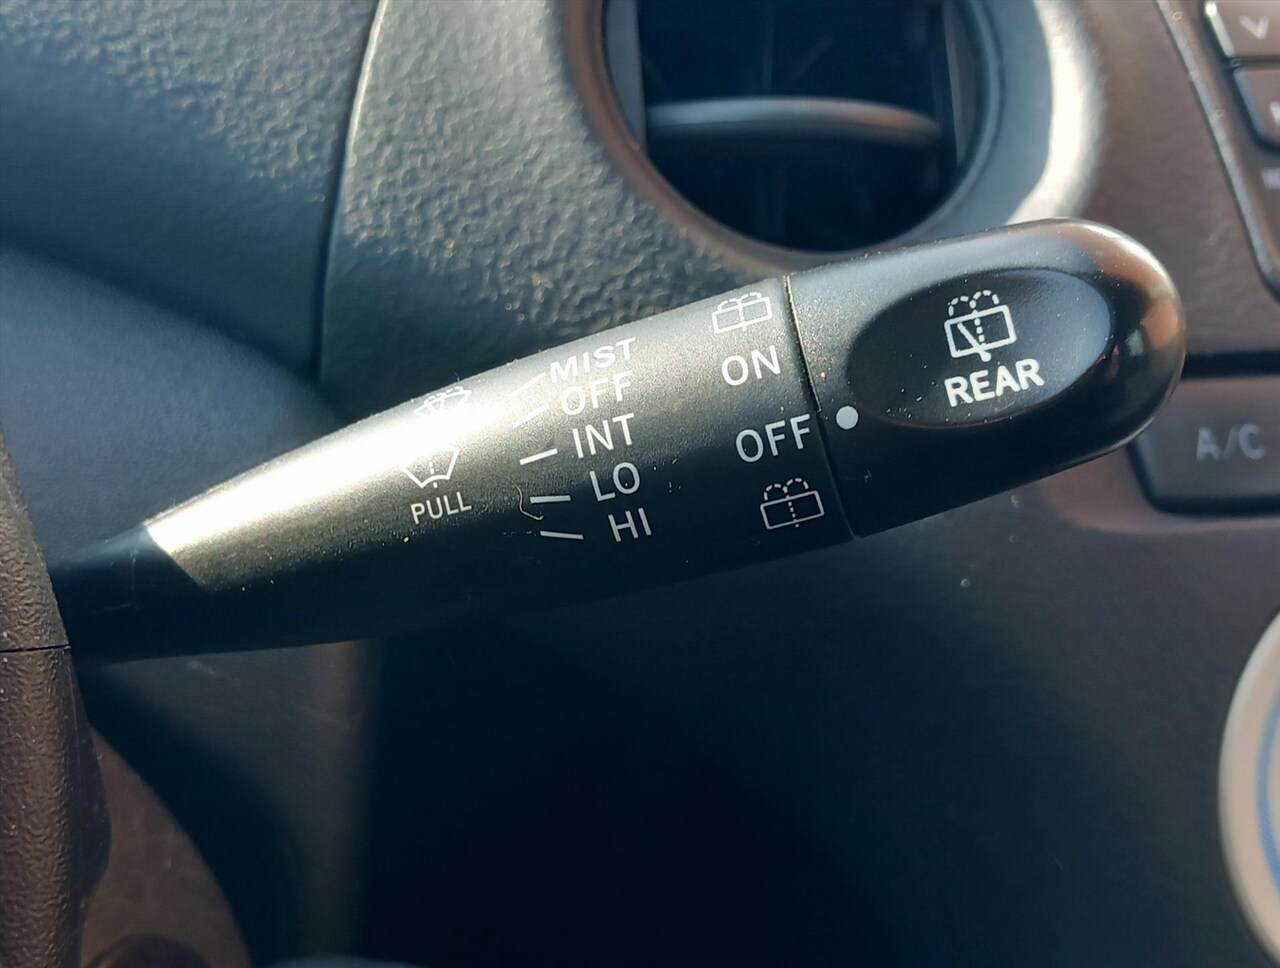 MIST
OFF
INT
LO
HI
PULL
ON
OFF
REAR
A/C